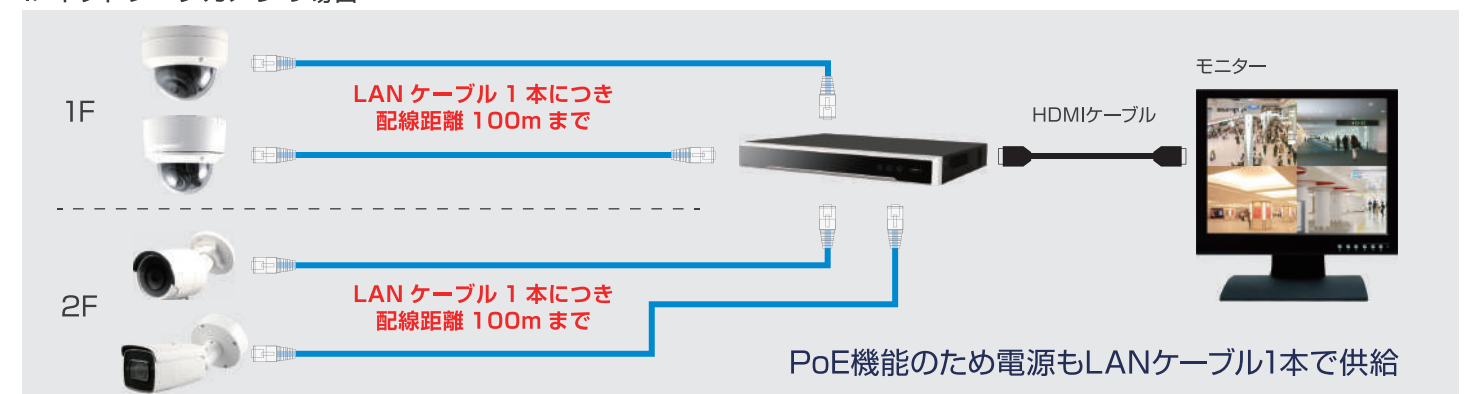 1F
LAN ケーブル 1 本につき
配線距離 100m まで
モニター
HDMIケーブル
2F
LAN ケーブル 1 本につき
配線距離 100m まで
PoE機能のため電源もLANケーブル1本で供給